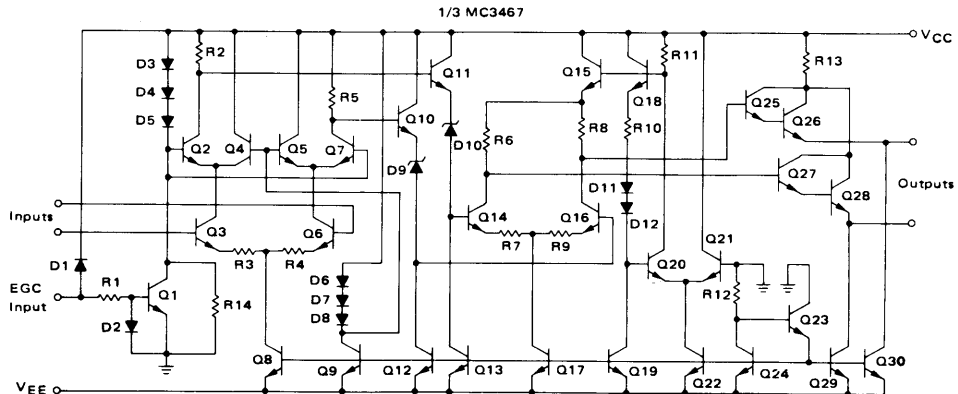 1/3 MC3467
VCC
R2
R11
R13
D3
D4
D5
Q11
Q15
Q18
Q25
Q26
R5
Q10
D10
R6
R8
R10
Q2
Q4
Q5
Q7
D9
Q27
Q28
Outputs
D11
D12
Inputs
Q3
Q6
Q14
Q16
R3
R4
R7
R9
Q20
Q21
D1
R1
EGC
Input
Q1
R14
D6
D7
D8
R12
Q23
D2
Q8
Q9
Q12
Q13
Q17
Q19
Q22
Q24
Q29
Q30
VEE